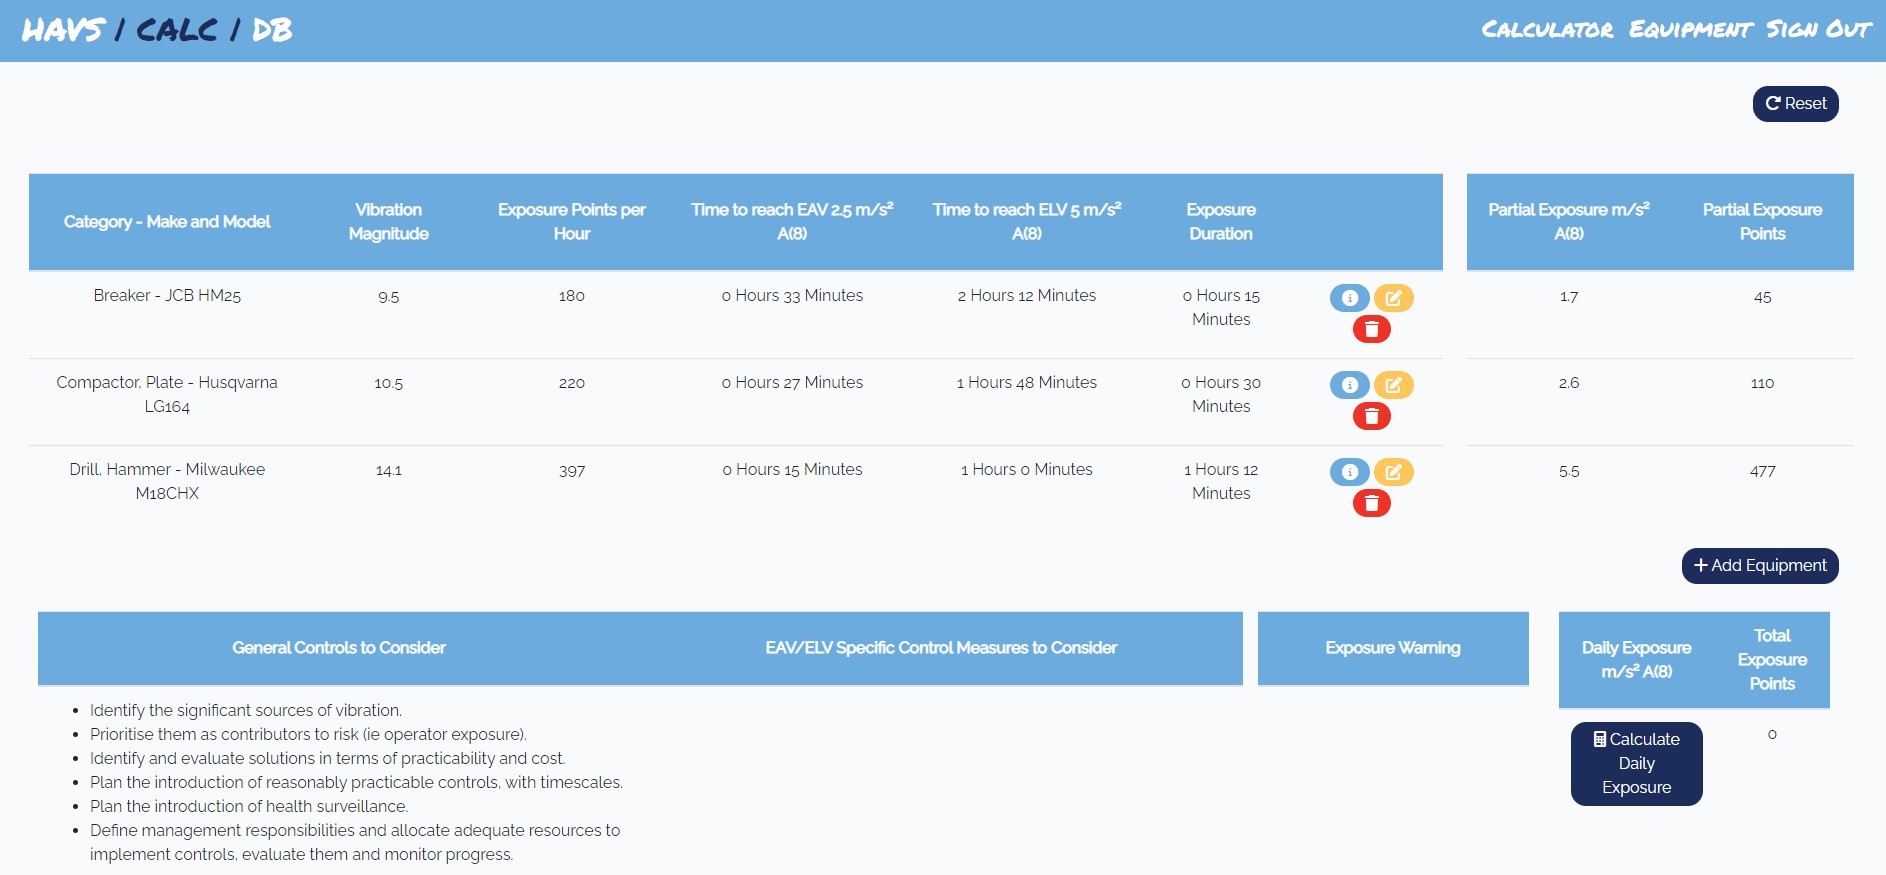 HAVS | CALC | DB
Calculator Equipment Sign Out
Reset
Category - Make and Model
Vibration
Magnitude
Exposure Points per
Hour
Time to reach EAV 2.5 m/s²
A(8)
Time to reach ELV 5 m/s²
A(8)
Exposure
Duration
Partial Exposure m/s²
A(8)
Partial Exposure
Points
Breaker - JCB HM25
9.5
180
0 Hours 33 Minutes
2 Hours 12 Minutes
0 Hours 15
Minutes
1.7
45
Compactor, Plate - Husqvarna
LG164
10.5
220
0 Hours 27 Minutes
1 Hours 48 Minutes
0 Hours 30
Minutes
2.6
110
Drill, Hammer - Milwaukee
M18CHX
14.1
397
0 Hours 15 Minutes
1 Hours 0 Minutes
1 Hours 12
Minutes
5.5
477
Add Equipment
General Controls to Consider
EAV/ELV Specific Control Measures to Consider
Exposure Warning
Daily Exposure
m/s² A(8)
Total
Exposure
Points
• Identify the significant sources of vibration.
• Prioritise them as contributors to risk (ie operator exposure).
• Identify and evaluate solutions in terms of practicability and cost.
• Plan the introduction of reasonably practicable controls, with timescales.
• Plan the introduction of health surveillance.
• Define management responsibilities and allocate adequate resources to
implement controls, evaluate them and monitor progress.
Calculate
Daily
Exposure
0